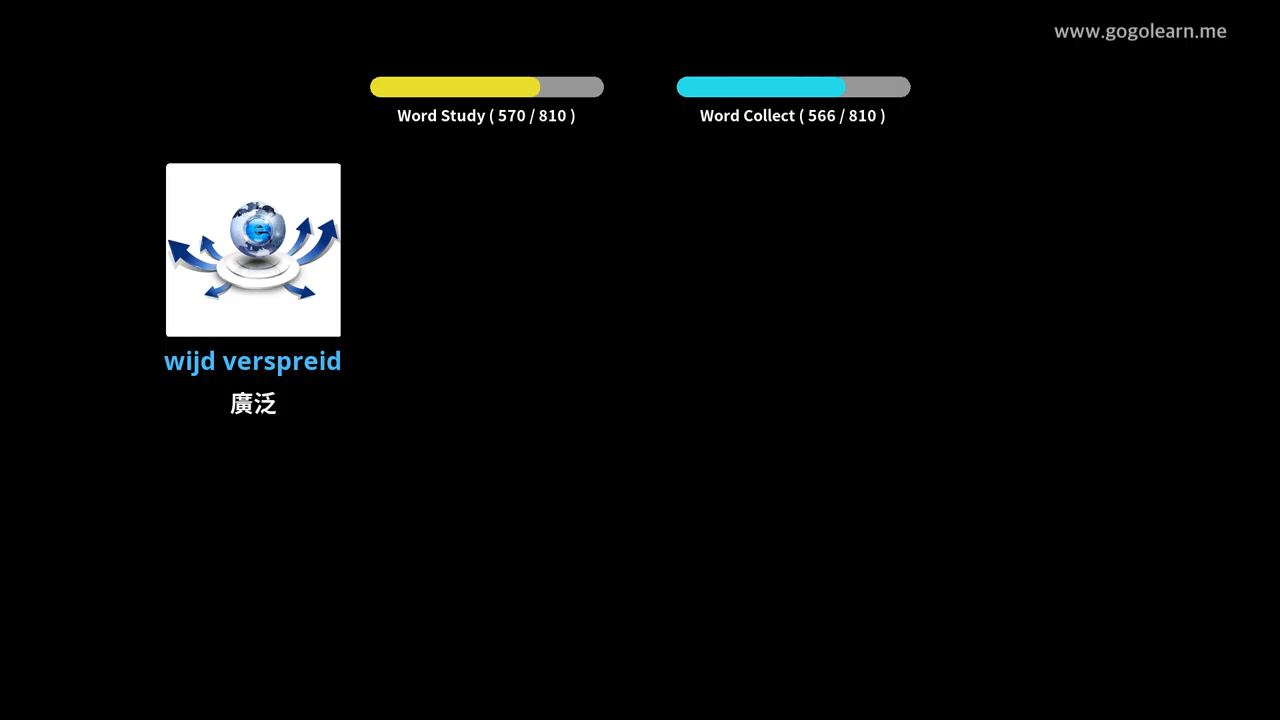 www.gogolearn.me
Word Study ( 570 / 810 )
Word Collect ( 566 / 810 )
e
wijd verspreid
廣泛